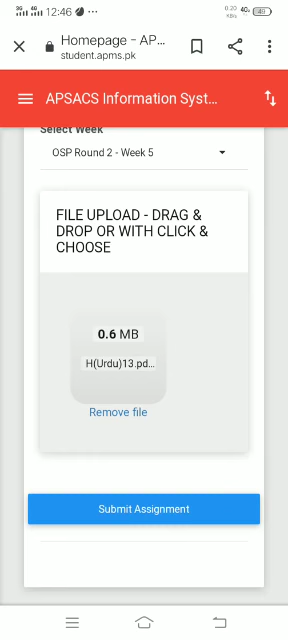 12:46
0.20
KB/s
Homepage - AP...
student.apms.pk
APSACS Information Syst...
Select Week
OSP Round 2 - Week 5
FILE UPLOAD - DRAG &
DROP OR WITH CLICK &
CHOOSE
0.6 MB
H(Urdu)13.pd...
Remove file
Submit Assignment